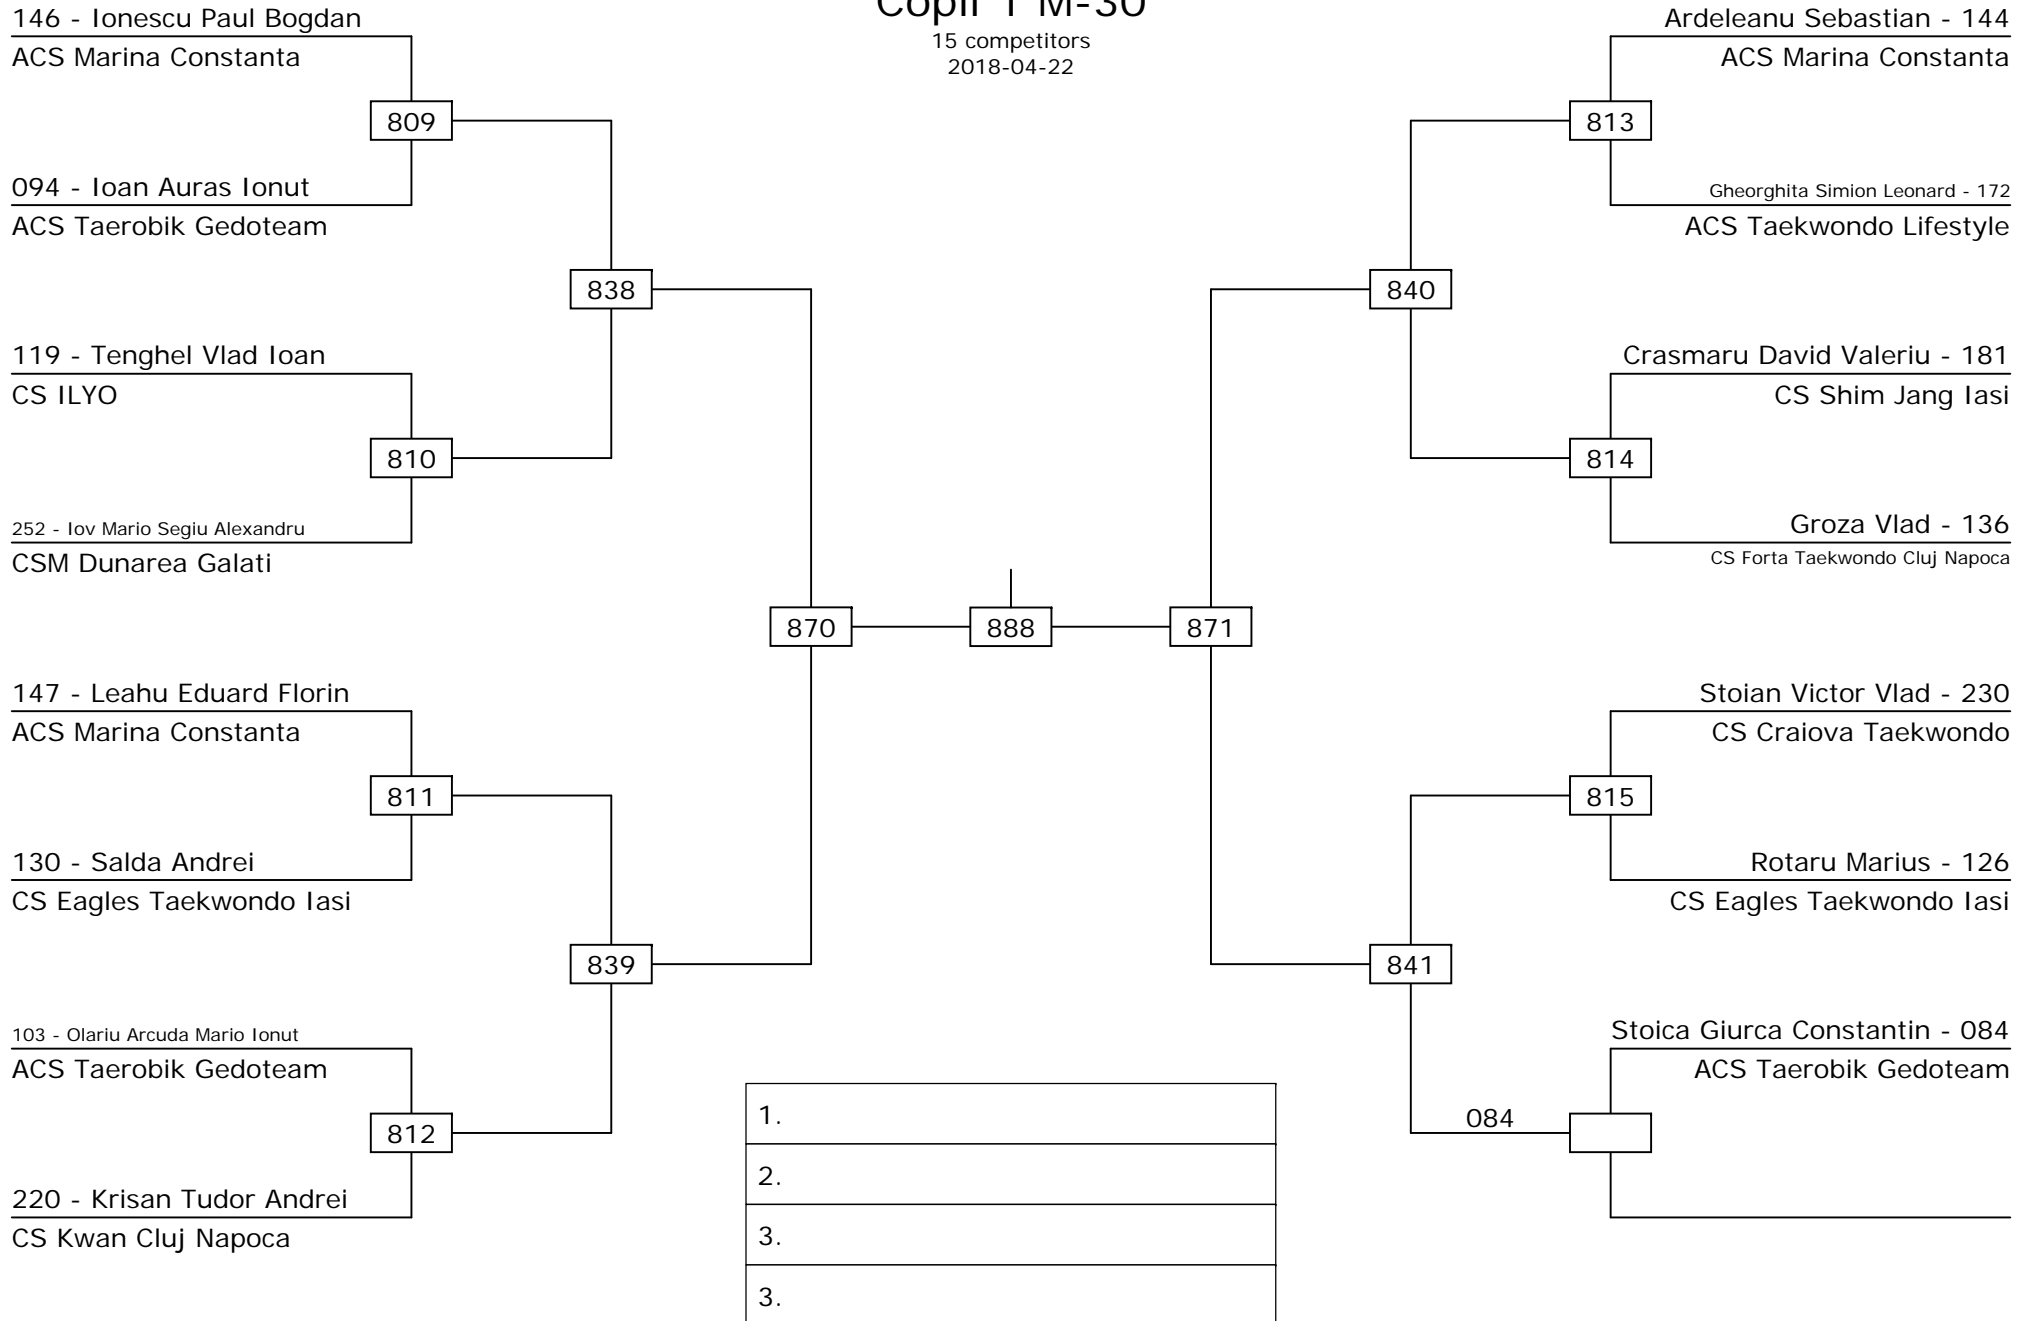 Copii 1 M-30
15 competitors
2018-04-22
146 - Ionescu Paul Bogdan
ACS Marina Constanta
809
094 - Ioan Auras Ionut
ACS Taerobik Gedoteam
838
119 - Tenghel Vlad Ioan
CS ILYO
810
252 - Iov Mario Segiu Alexandru
CSM Dunarea Galati
870
888
871
147 - Leahu Eduard Florin
ACS Marina Constanta
811
130 - Salda Andrei
CS Eagles Taekwondo Iasi
839
103 - Olariu Arcuda Mario Ionut
ACS Taerobik Gedoteam
812
220 - Krisan Tudor Andrei
CS Kwan Cluj Napoca
Ardeleanu Sebastian - 144
ACS Marina Constanta
813
Gheorghita Simion Leonard - 172
ACS Taekwondo Lifestyle
840
Crasmaru David Valeriu - 181
CS Shim Jang Iasi
814
Groza Vlad - 136
CS Forta Taekwondo Cluj Napoca
Stoian Victor Vlad - 230
CS Craiova Taekwondo
815
Rotaru Marius - 126
CS Eagles Taekwondo Iasi
841
Stoica Giurca Constantin - 084
ACS Taerobik Gedoteam
084
1.
2.
3.
3.